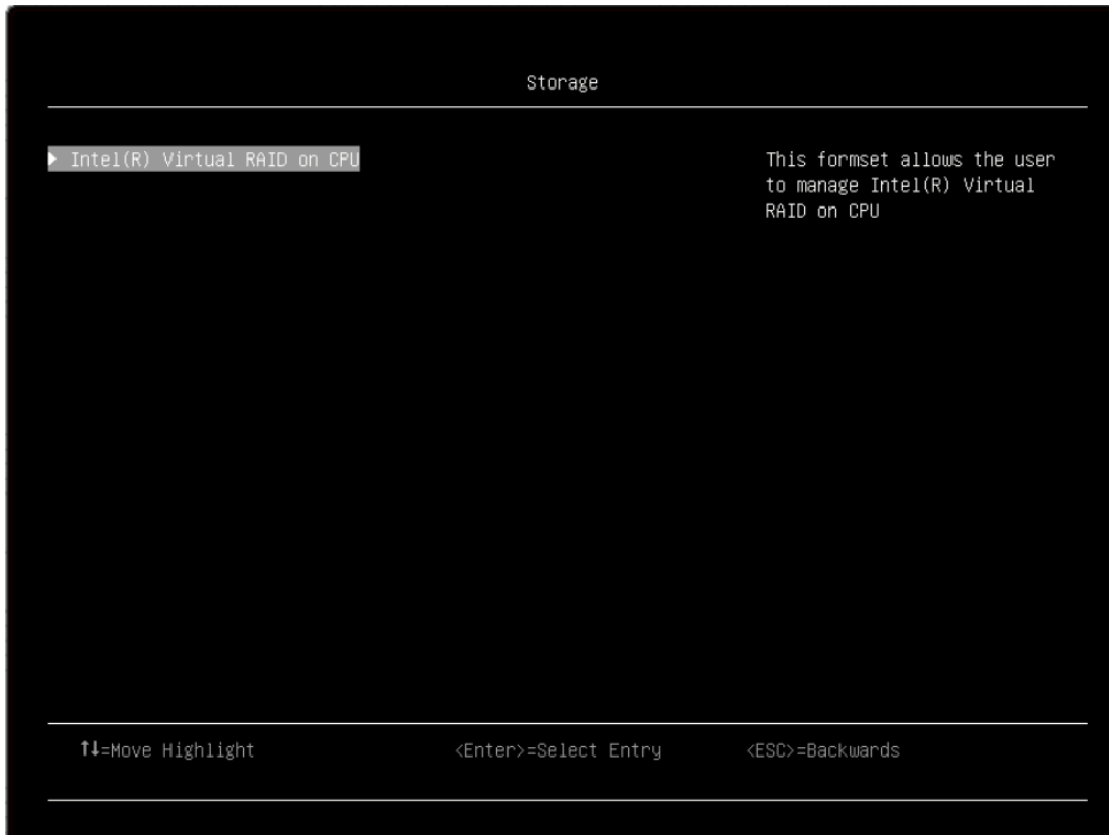 Storage
Intel(R) Virtual RAID on CPU
This formset allows the user
to manage Intel(R) Virtual
RAID on CPU
↑↓=Move Highlight <Enter>=Select Entry <ESC>=Backwards